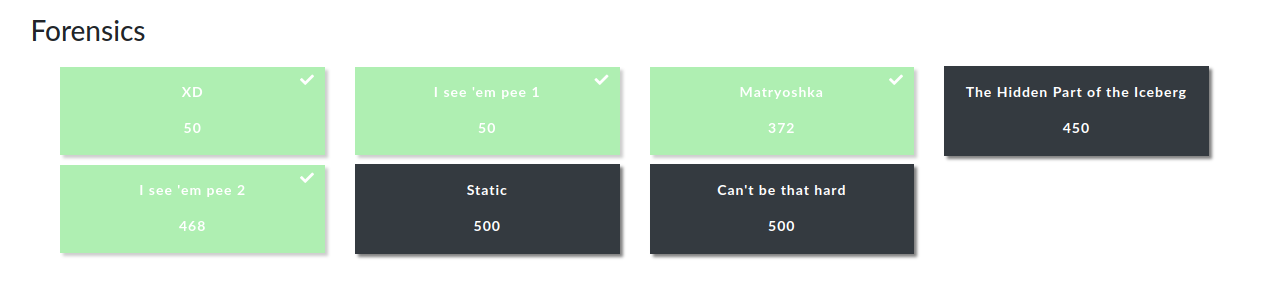 Forensics
XD
50
I see 'em pee 1
50
Matryoshka
372
The Hidden Part of the Iceberg
450
I see 'em pee 2
468
Static
500
Can't be that hard
500